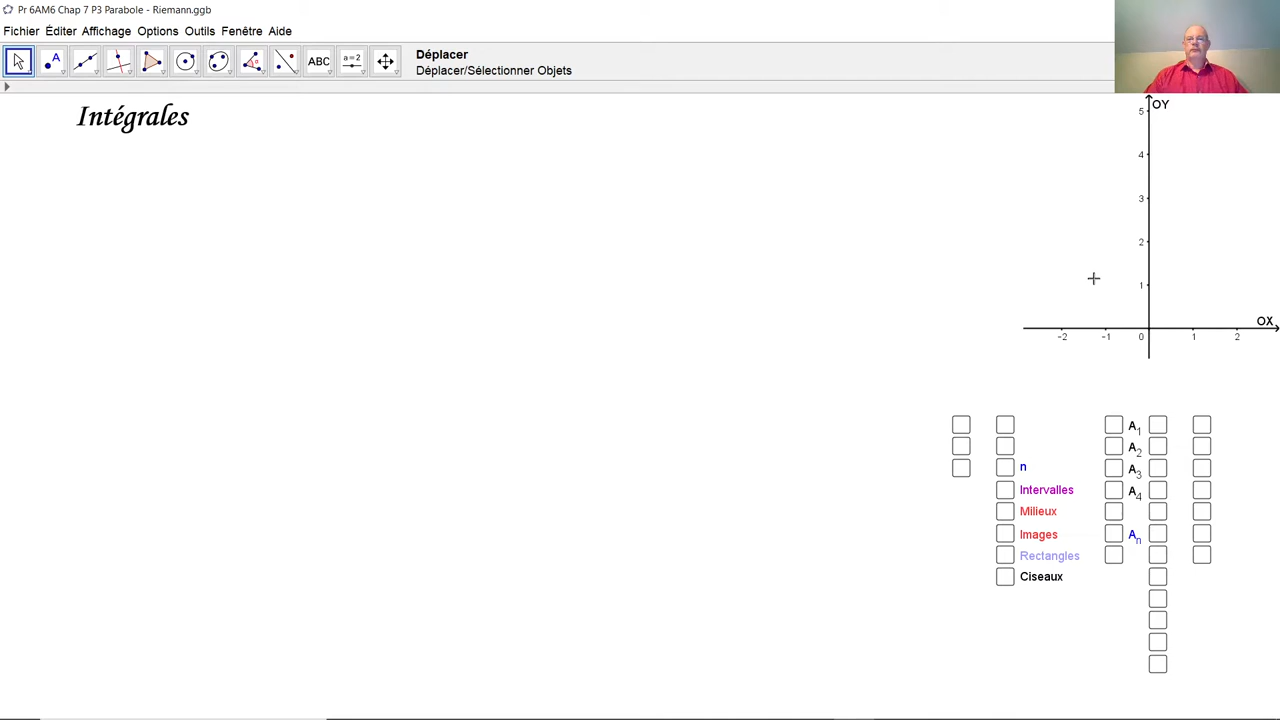 Pr 6AM6 Chap 7 P3 Parabole - Riemann.ggb
Fichier Éditer Affichage Options Outils Fenêtre Aide
A
α
ABC
a=2
Déplacer
Déplacer/Sélectionner Objets
Intégrales
OY
5
4
3
2
1
OX
-2 -1 0 1 2
A1
A2
n A3
Intervalles A4
Milieux
Images An
Rectangles
Ciseaux